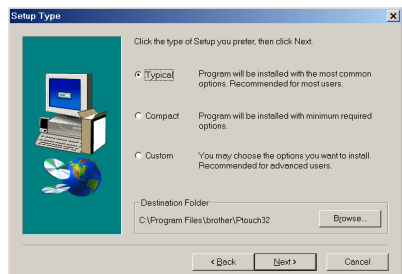 Setup Type
Click the type of Setup you prefer, then click Next.
Typical
Program will be installed with the most common
options. Recommended for most users.
Compact
Program will be installed with minimum required
options.
Custom
You may choose the options you want to install.
Recommended for advanced users.
Destination Folder
C:\Program Files\brother\Ptouch32
Browse...
< Back
Next >
Cancel